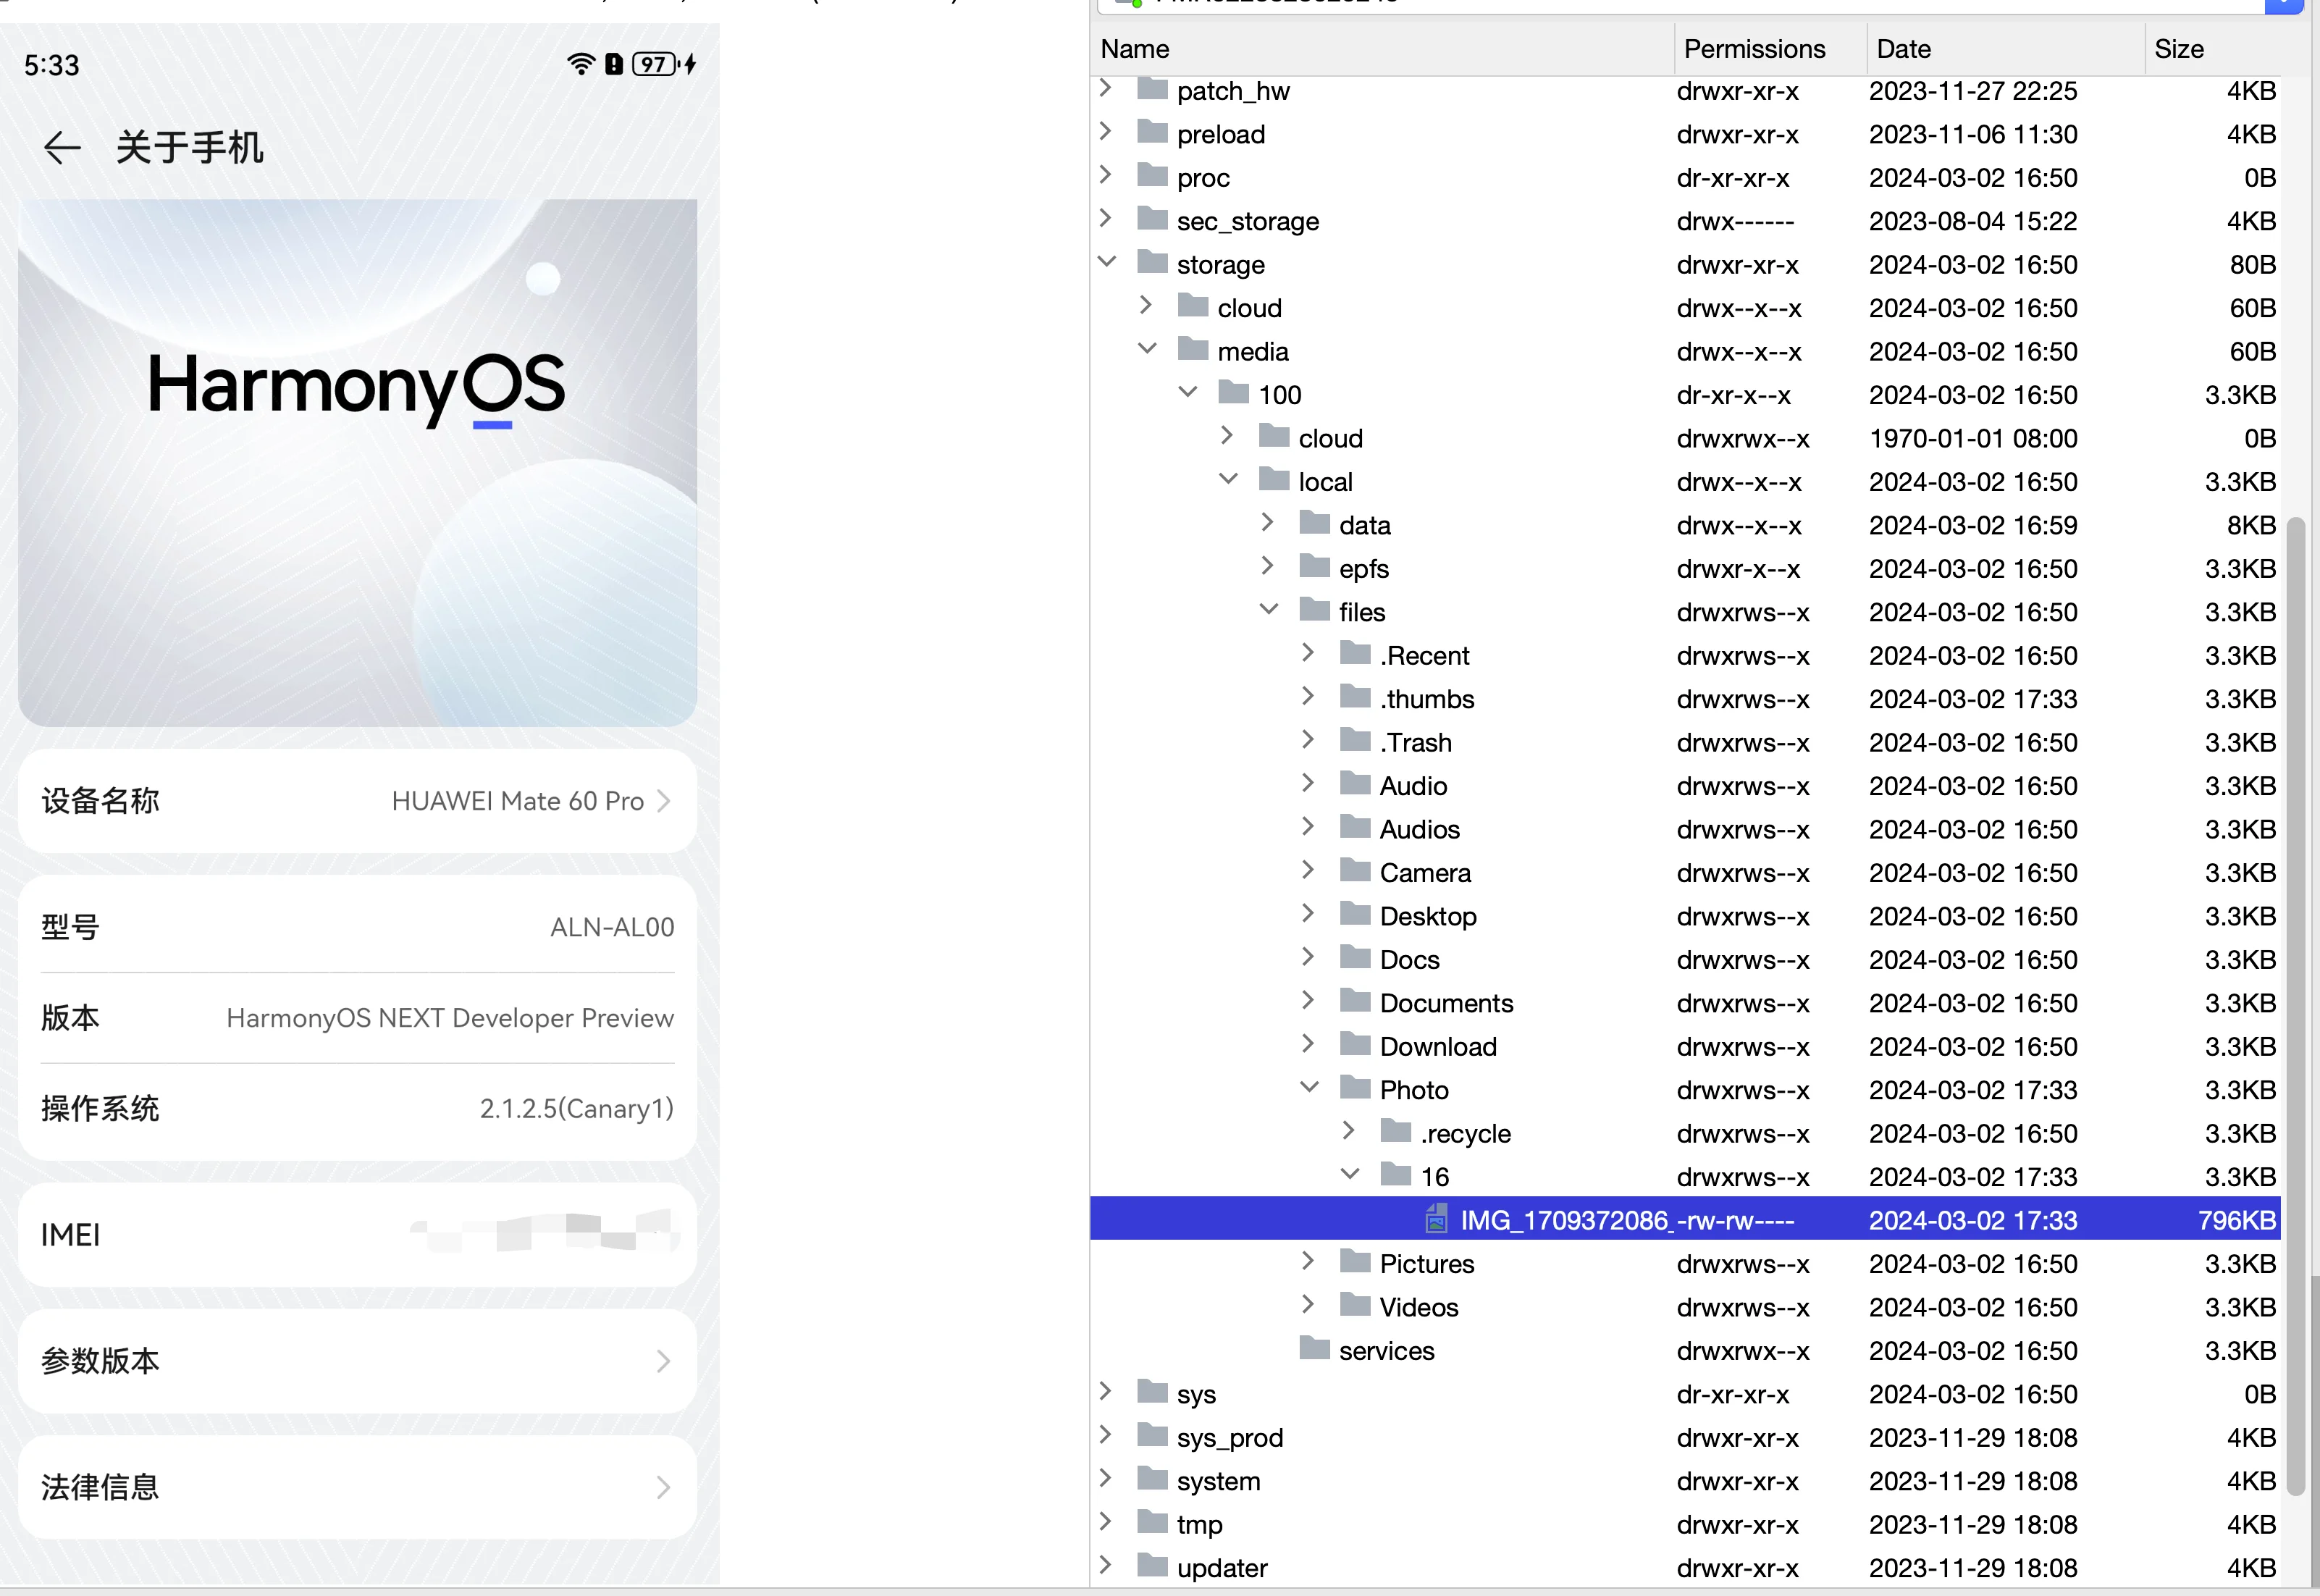 5:33
97
关于手机
HarmonyOS
设备名称 HUAWEI Mate 60 Pro
型号 ALN-AL00
版本 HarmonyOS NEXT Developer Preview
操作系统 2.1.2.5(Canary1)
IMEI
参数版本
法律信息
Name Permissions Date Size
patch_hw drwxr-xr-x 2023-11-27 22:25 4KB
preload drwxr-xr-x 2023-11-06 11:30 4KB
proc dr-xr-xr-x 2024-03-02 16:50 0B
sec_storage drwx------ 2023-08-04 15:22 4KB
storage drwxr-xr-x 2024-03-02 16:50 80B
cloud drwx--x--x 2024-03-02 16:50 60B
media drwx--x--x 2024-03-02 16:50 60B
100 dr-xr-x--x 2024-03-02 16:50 3.3KB
cloud drwxrwx--x 1970-01-01 08:00 0B
local drwx--x--x 2024-03-02 16:50 3.3KB
data drwx--x--x 2024-03-02 16:59 8KB
epfs drwxr-x--x 2024-03-02 16:50 3.3KB
files drwxrws--x 2024-03-02 16:50 3.3KB
.Recent drwxrws--x 2024-03-02 16:50 3.3KB
.thumbs drwxrws--x 2024-03-02 17:33 3.3KB
.Trash drwxrws--x 2024-03-02 16:50 3.3KB
Audio drwxrws--x 2024-03-02 16:50 3.3KB
Audios drwxrws--x 2024-03-02 16:50 3.3KB
Camera drwxrws--x 2024-03-02 16:50 3.3KB
Desktop drwxrws--x 2024-03-02 16:50 3.3KB
Docs drwxrws--x 2024-03-02 16:50 3.3KB
Documents drwxrws--x 2024-03-02 16:50 3.3KB
Download drwxrws--x 2024-03-02 16:50 3.3KB
Photo drwxrws--x 2024-03-02 17:33 3.3KB
.recycle drwxrws--x 2024-03-02 16:50 3.3KB
16 drwxrws--x 2024-03-02 17:33 3.3KB
IMG_1709372086_ -rw-rw---- 2024-03-02 17:33 796KB
Pictures drwxrws--x 2024-03-02 16:50 3.3KB
Videos drwxrws--x 2024-03-02 16:50 3.3KB
services drwxrwx--x 2024-03-02 16:50 3.3KB
sys dr-xr-xr-x 2024-03-02 16:50 0B
sys_prod drwxr-xr-x 2023-11-29 18:08 4KB
system drwxr-xr-x 2023-11-29 18:08 4KB
tmp drwxr-xr-x 2023-11-29 18:08 4KB
updater drwxr-xr-x 2023-11-29 18:08 4KB